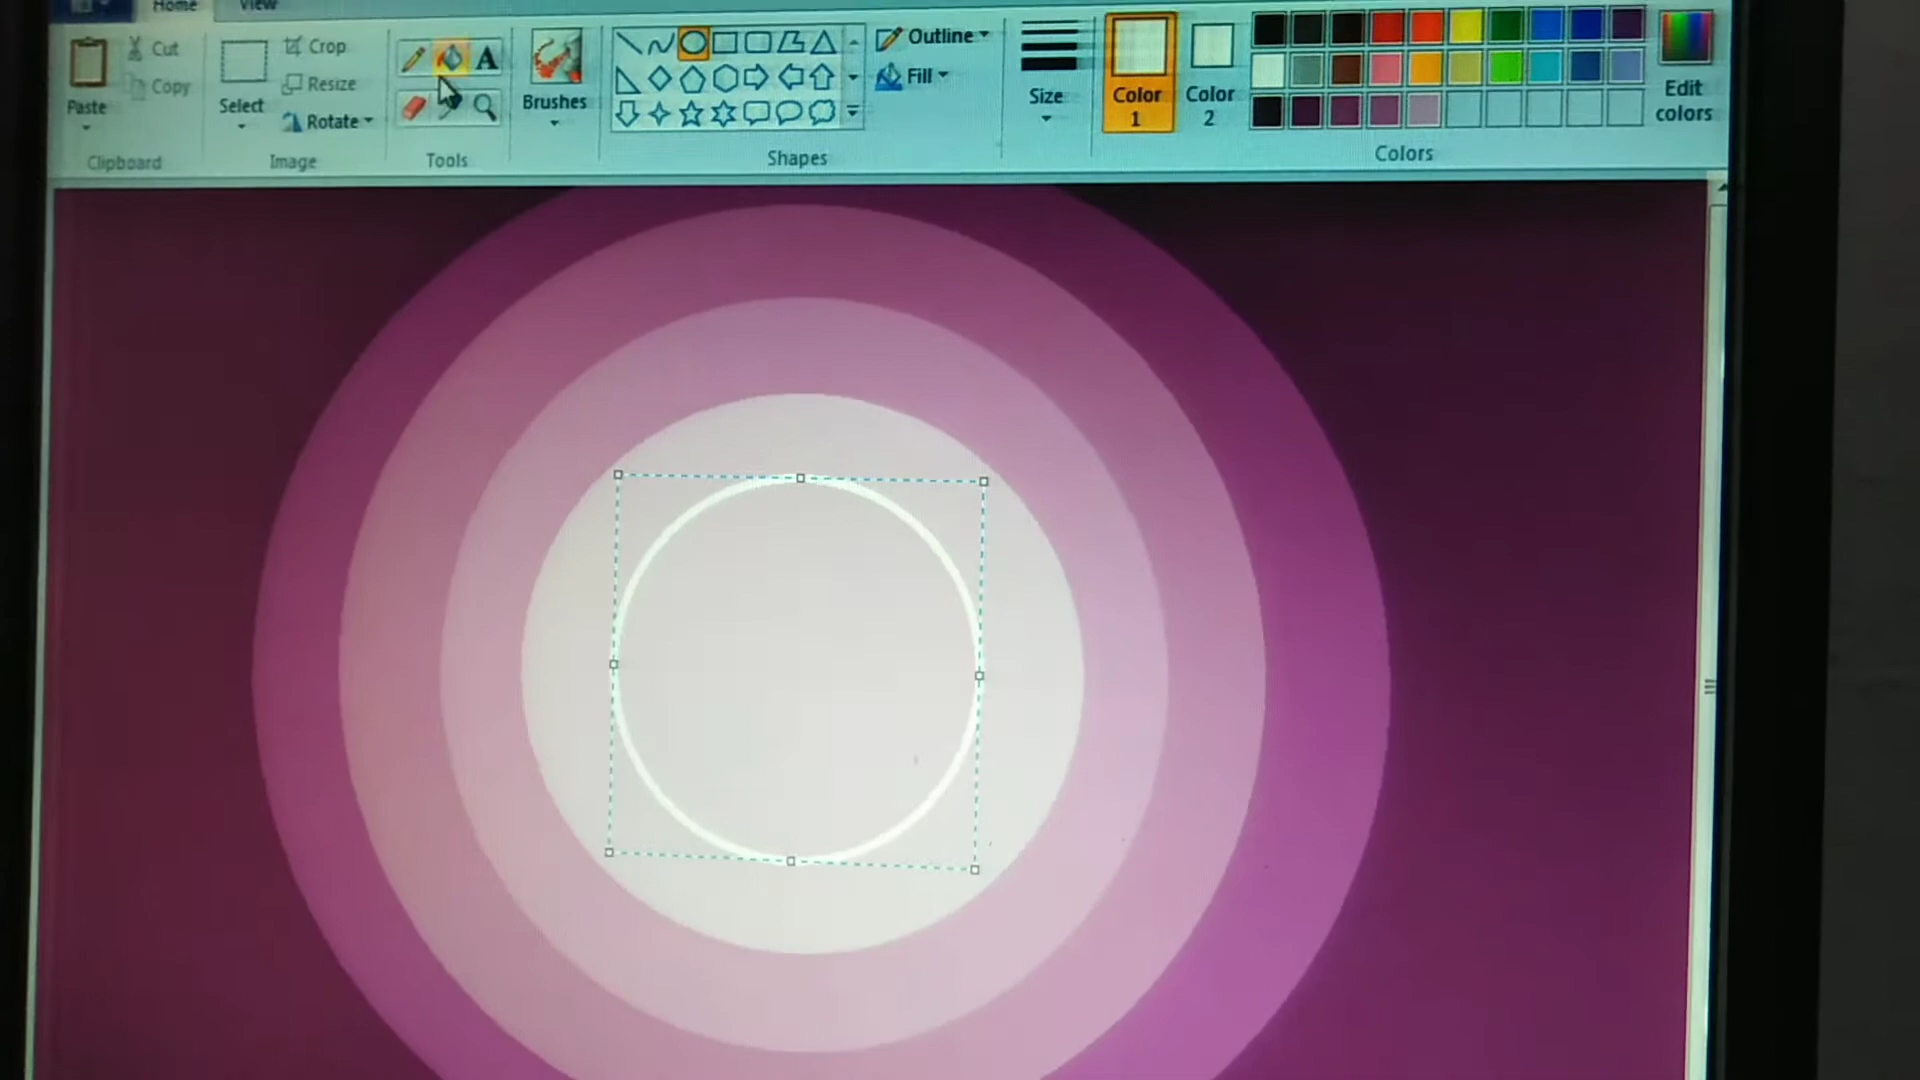 Home View
Paste
Cut
Copy
Clipboard
Select
Crop
Resize
Rotate
Image
A
Tools
Brushes
Shapes
Outline
Fill
Size
Color
1
Color
2
Colors
Edit
colors